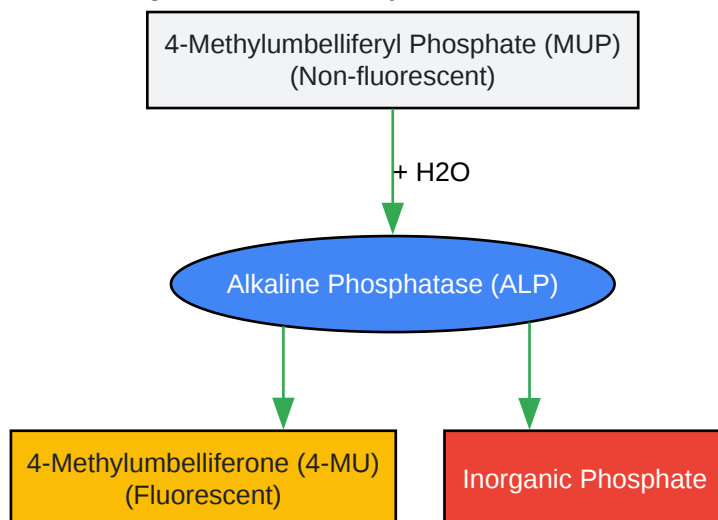 4-Methylumbelliferyl Phosphate (MUP)
(Non-fluorescent)
+ H2O
Alkaline Phosphatase (ALP)
4-Methylumbelliferone (4-MU)
(Fluorescent)
Inorganic Phosphate